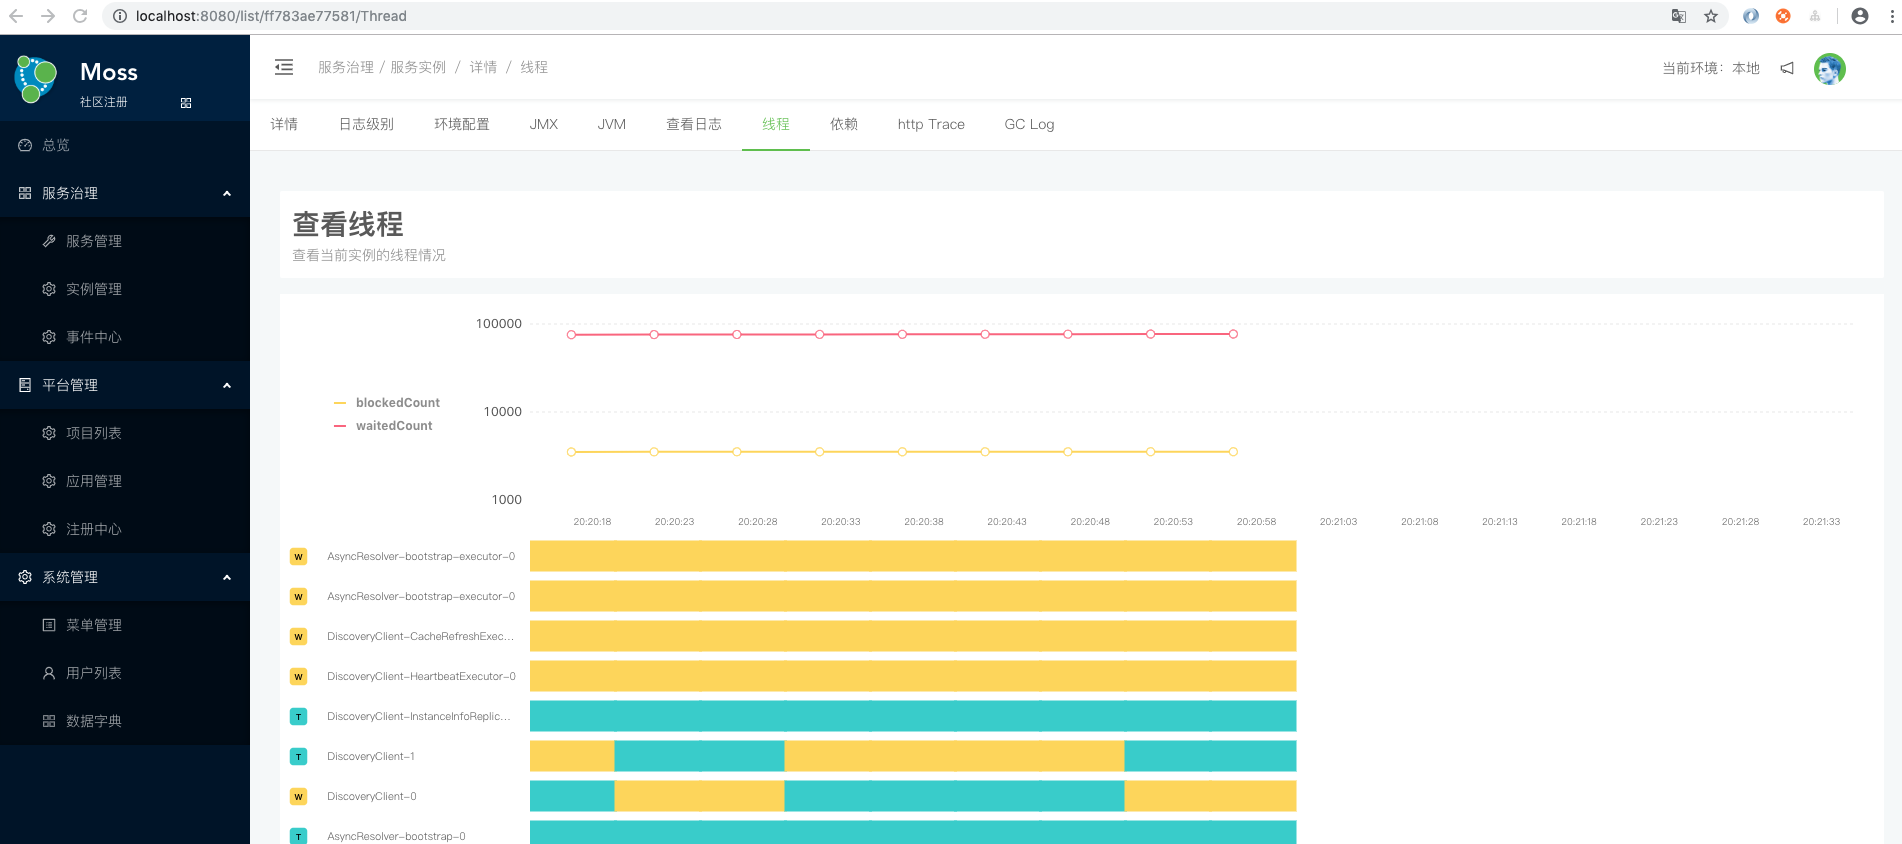 localhost:8080/list/ff783ae77581/Thread
Moss
社区注册
总览
服务治理
服务管理
实例管理
事件中心
平台管理
项目列表
应用管理
注册中心
系统管理
菜单管理
用户列表
数据字典
服务治理 / 服务实例 / 详情 / 线程
当前环境：本地
详情 日志级别 环境配置 JMX JVM 查看日志 线程 依赖 http Trace GC Log
查看线程
查看当前实例的线程情况
blockedCount
waitedCount
100000
10000
1000
20:20:18 20:20:23 20:20:28 20:20:33 20:20:38 20:20:43 20:20:48 20:20:53 20:20:58 20:21:03 20:21:08 20:21:13 20:21:18 20:21:23 20:21:28 20:21:33
W AsyncResolver-bootstrap-executor-0
W AsyncResolver-bootstrap-executor-0
W DiscoveryClient-CacheRefreshExec...
W DiscoveryClient-HeartbeatExecutor-0
T DiscoveryClient-InstanceInfoReplic...
T DiscoveryClient-1
W DiscoveryClient-0
T AsyncResolver-bootstrap-0